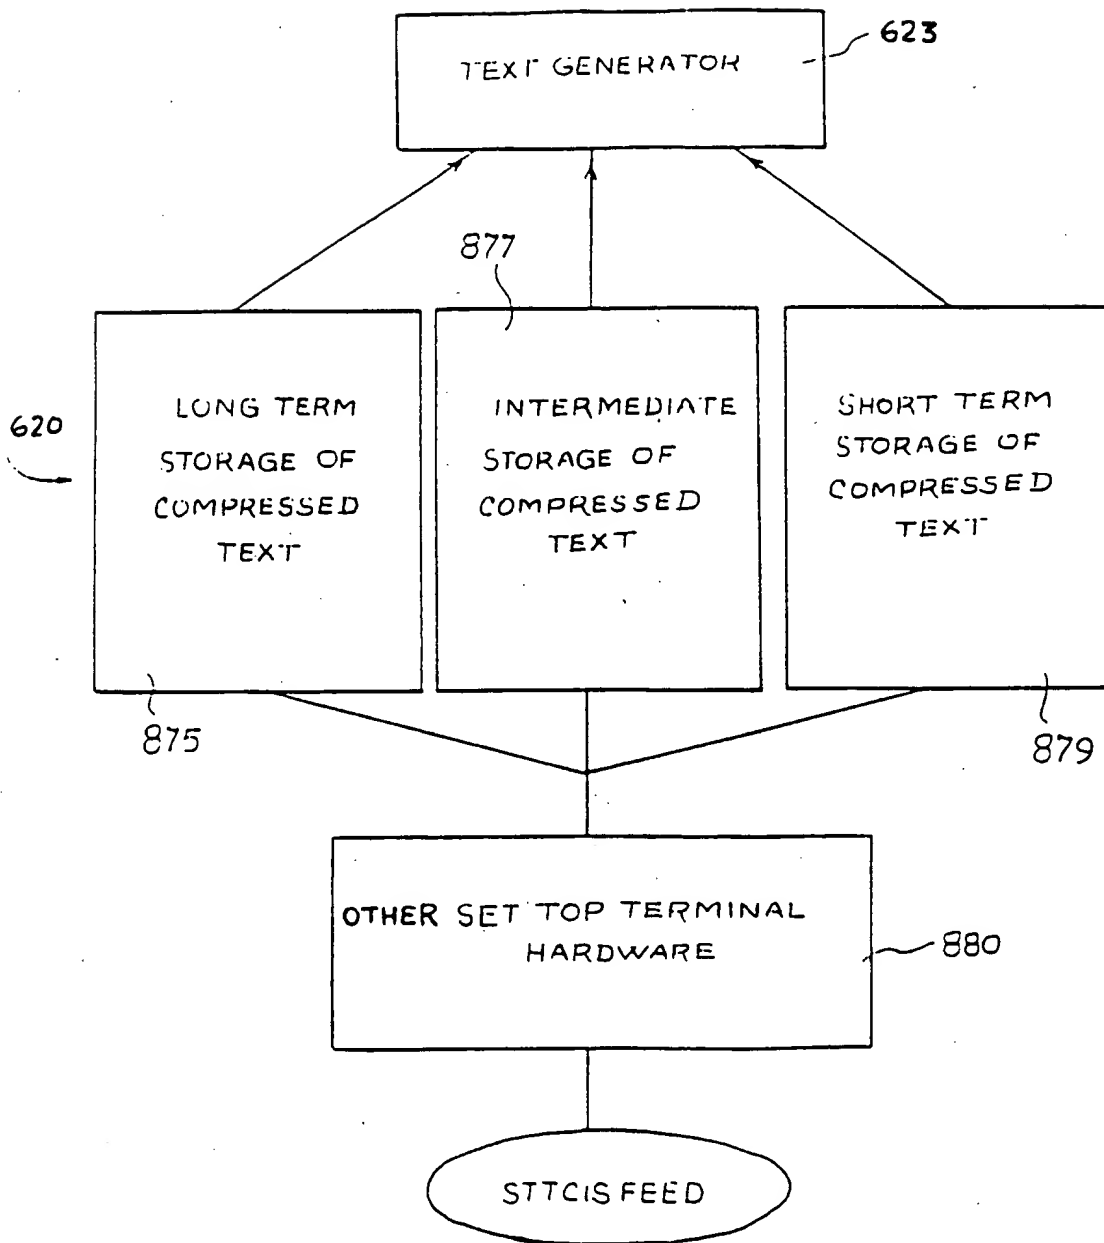 623
TEXT GENERATOR
877
620
LONG TERM
STORAGE OF
COMPRESSED
TEXT
INTERMEDIATE
STORAGE OF
COMPRESSED
TEXT
SHORT TERM
STORAGE OF
COMPRESSED
TEXT
875
879
OTHER SET TOP TERMINAL
HARDWARE
880
STTCIS FEED